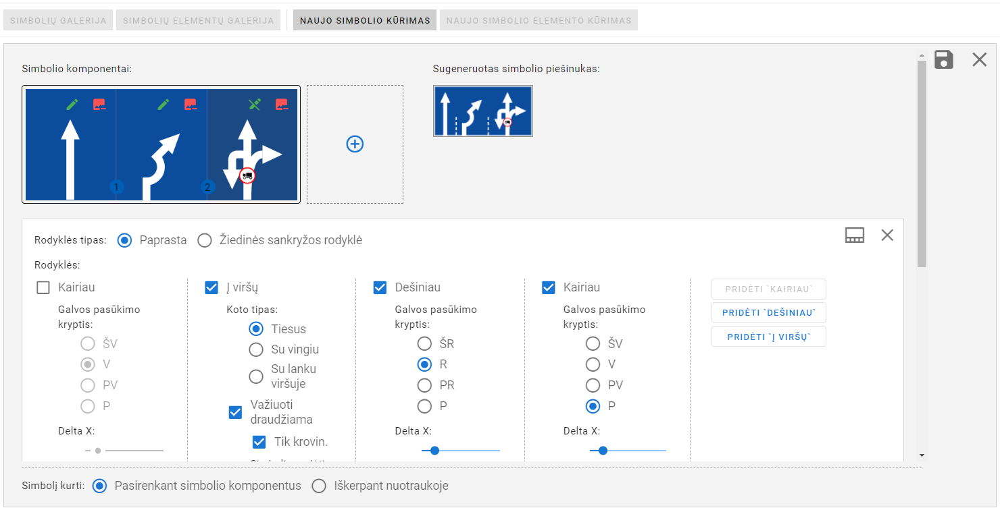 SIMBOLIŲ GALERIJA SIMBOLIŲ ELEMENTŲ GALERIJA NAUJO SIMBOLIO KŪRIMAS NAUJO SIMBOLIO ELEMENTO KŪRIMAS
Simbolio komponentai: Sugeneruotas simbolio piešinukas:
1 2
Rodyklės tipas: Paprasta Žiedinės sankryžos rodyklė
Rodyklės:
Kairiau
Galvos pasūkimo
kryptis:
ŠV
V
PV
P
Delta X:
Į viršų
Koto tipas:
Tiesus
Su vingiu
Su lanku
viršuje
Važiuoti
draudžiama
Tik krovin.
Dešiniau
Galvos pasūkimo
kryptis:
ŠR
R
PR
P
Delta X:
Kairiau
Galvos pasūkimo
kryptis:
ŠV
V
PV
P
Delta X:
PRIDĖTI `KAIRIAU`
PRIDĖTI `DEŠINIAU`
PRIDĖTI `Į VIRŠŲ`
Simbolį kurti: Pasirenkant simbolio komponentus Iškerpant nuotraukoje